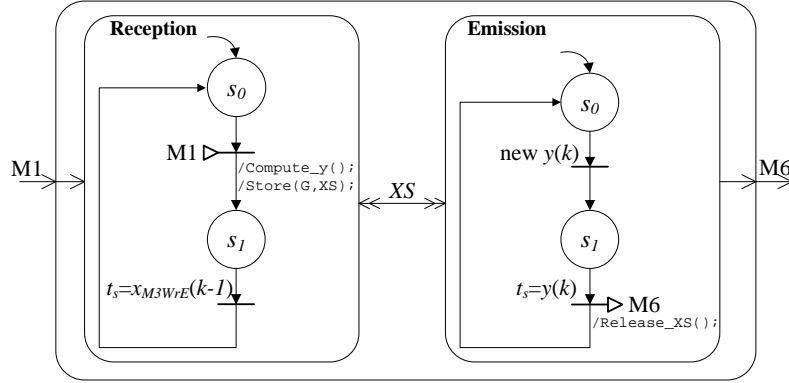 Reception
Emission
s0
s0
M1
new y(k)
/Compute_y();
/Store(G,XS);
M1
XS
M6
s1
s1
ts=xM3WrE(k-1)
ts=y(k)
M6
/Release_XS();